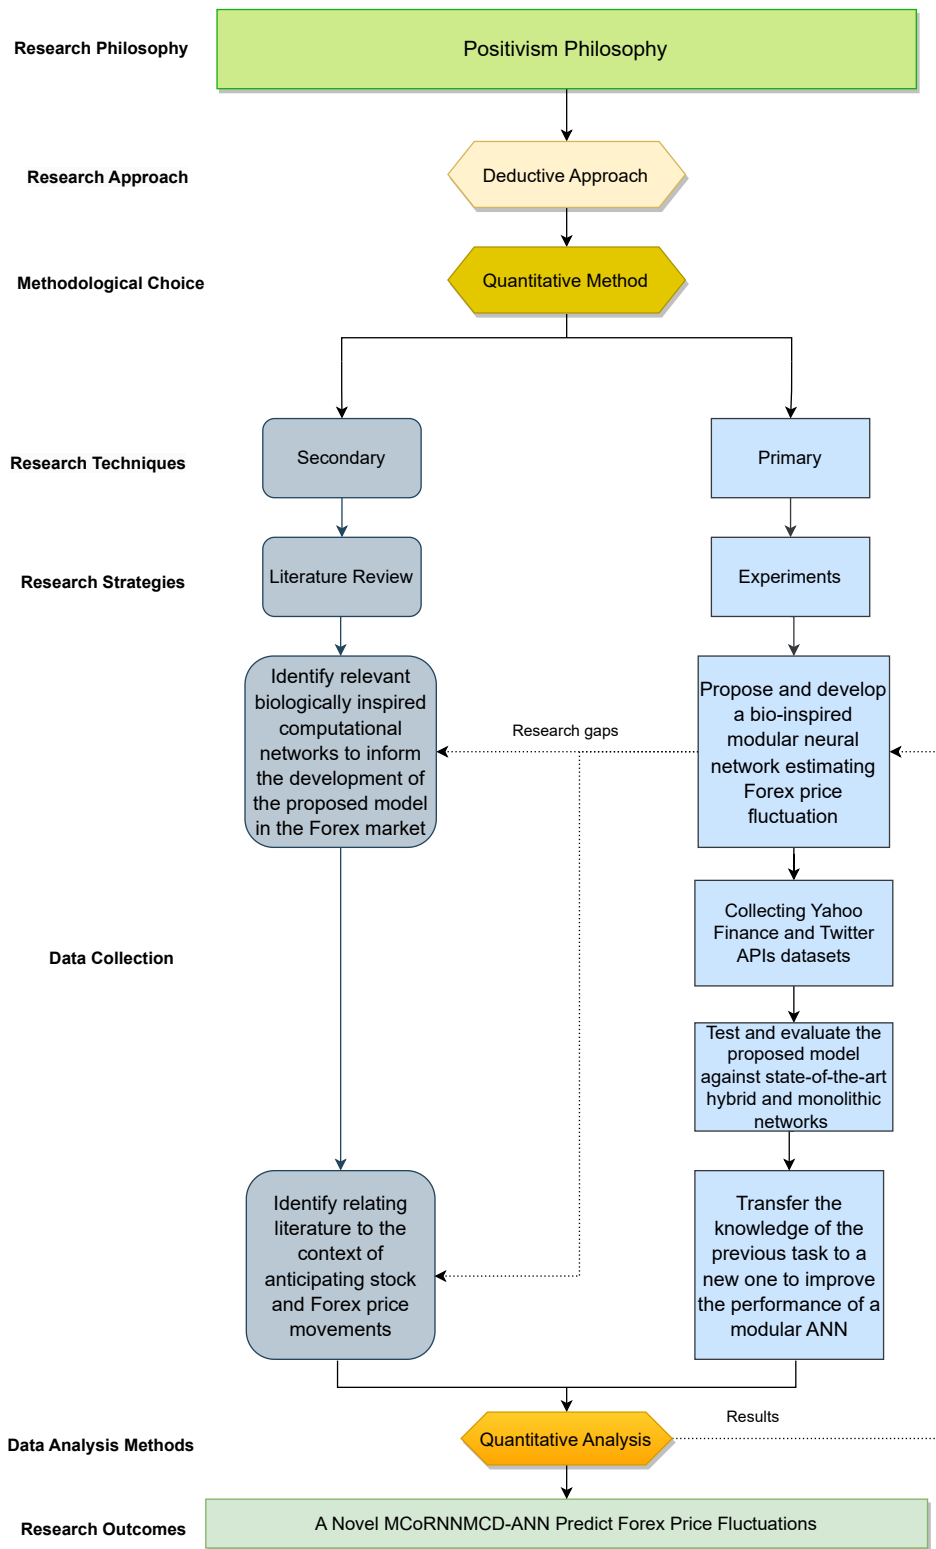 Research Philosophy
Positivism Philosophy
Research Approach
Deductive Approach
Methodological Choice
Quantitative Method
Research Techniques
Secondary
Primary
Research Strategies
Literature Review
Experiments
Identify relevant
biologically inspired
computational
networks to inform
the development of
the proposed model
in the Forex market
Research gaps
Propose and develop
a bio-inspired
modular neural
network estimating
Forex price
fluctuation
Data Collection
Collecting Yahoo
Finance and Twitter
APIs datasets
Test and evaluate the
proposed model
against state-of-the-art
hybrid and monolithic
networks
Identify relating
literature to the
context of
anticipating stock
and Forex price
movements
Transfer the
knowledge of the
previous task to a
new one to improve
the performance of a
modular ANN
Data Analysis Methods
Quantitative Analysis
Results
Research Outcomes
A Novel MCoRNNMCD-ANN Predict Forex Price Fluctuations